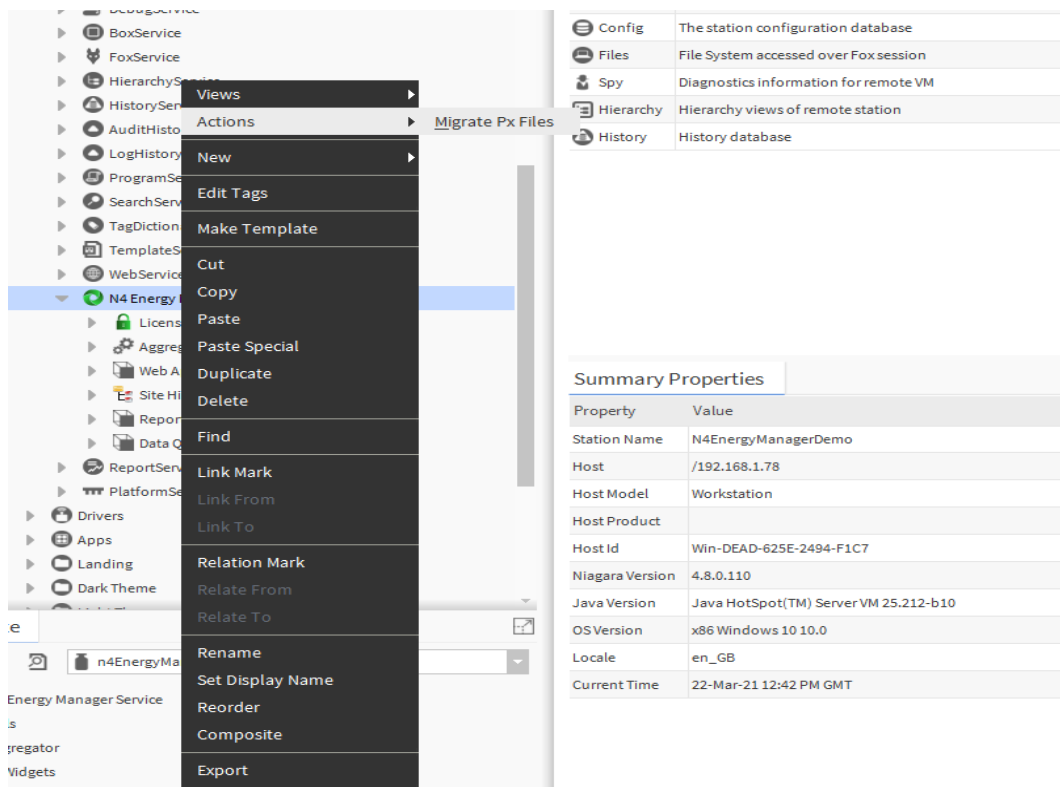 DebugService
BoxService
FoxService
HierarchyService
HistorySer
AuditHisto
LogHistory
ProgramSe
SearchServ
TagDiction
TemplateS
WebService
N4 Energy
Licens
Aggreg
Web A
Site Hi
Repor
Data Q
ReportServ
PlatformSe
Drivers
Apps
Landing
Dark Theme
Views
Actions
Migrate Px Files
New
Edit Tags
Make Template
Cut
Copy
Paste
Paste Special
Duplicate
Delete
Find
Link Mark
Link From
Link To
Relation Mark
Relate From
Relate To
Rename
Set Display Name
Reorder
Composite
Export
n4EnergyMa
Energy Manager Service
ls
gregator
Widgets
Config The station configuration database
Files File System accessed over Fox session
Spy Diagnostics information for remote VM
Hierarchy Hierarchy views of remote station
History History database
Summary Properties
Property Value
Station Name N4EnergyManagerDemo
Host /192.168.1.78
Host Model Workstation
Host Product
Host Id Win-DEAD-625E-2494-F1C7
Niagara Version 4.8.0.110
Java Version Java HotSpot(TM) Server VM 25.212-b10
OS Version x86 Windows 10 10.0
Locale en_GB
Current Time 22-Mar-21 12:42 PM GMT